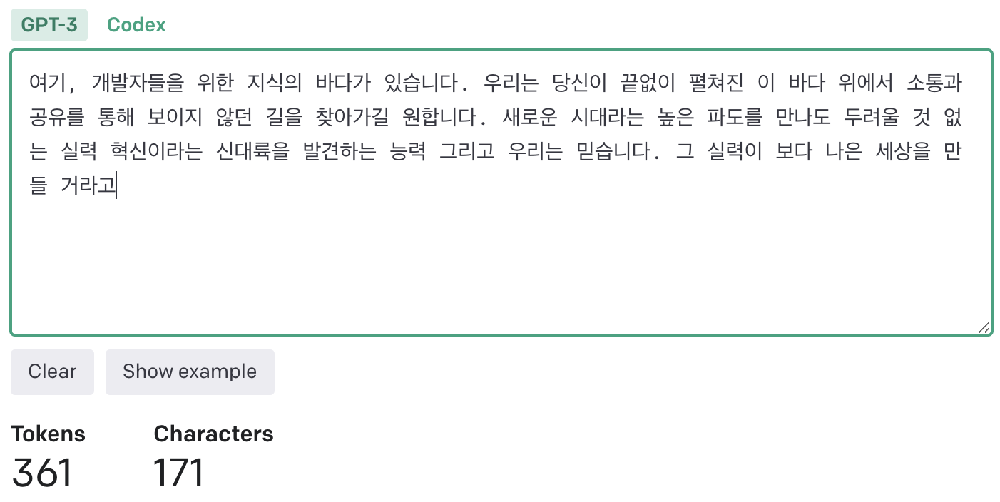 GPT-3 Codex
여기, 개발자들을 위한 지식의 바다가 있습니다. 우리는 당신이 끝없이 펼쳐진 이 바다 위에서 소통과
공유를 통해 보이지 않던 길을 찾아가길 원합니다. 새로운 시대라는 높은 파도를 만나도 두려울 것 없
는 실력 혁신이라는 신대륙을 발견하는 능력 그리고 우리는 믿습니다. 그 실력이 보다 나은 세상을 만
들 거라고
Clear Show example
Tokens Characters
361 171